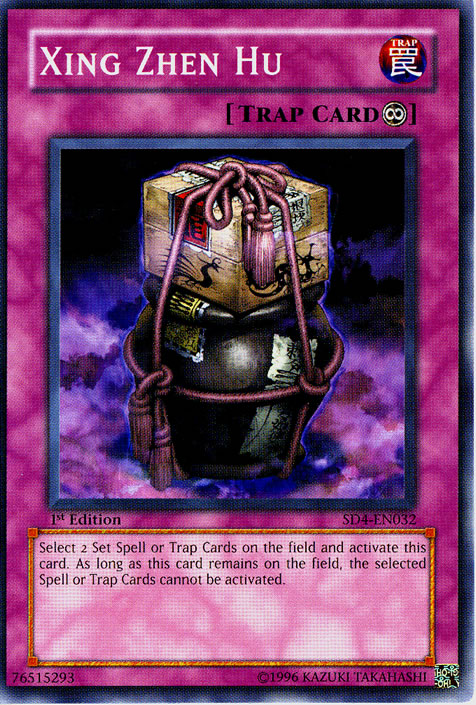 XING ZHEN HU
TRAP
罠
[TRAP CARD]
1st Edition
SD4-EN032
Select 2 Set Spell or Trap Cards on the field and activate this
card. As long as this card remains on the field, the selected
Spell or Trap Cards cannot be activated.
76515293
©1996 KAZUKI TAKAHASHI